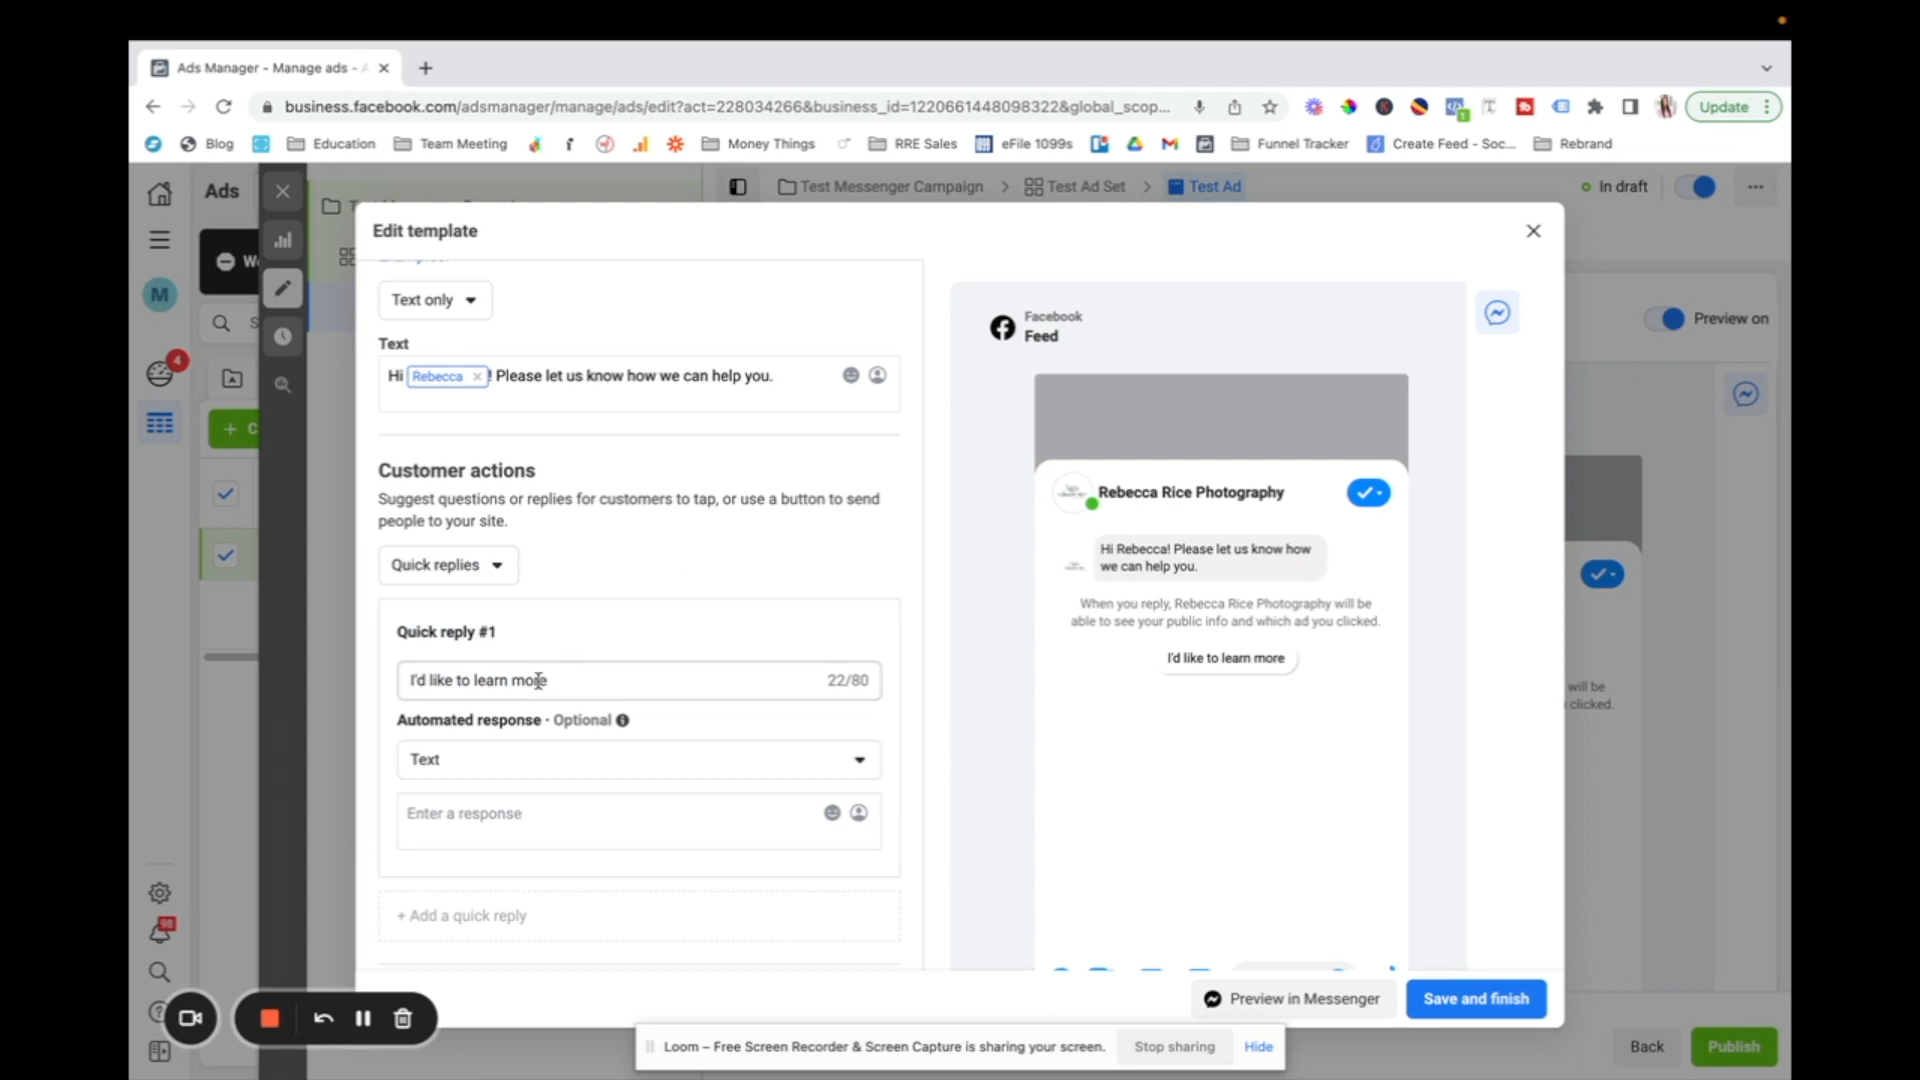 Ads Manager - Manage ads -
business.facebook.com/adsmanager/manage/ads/edit?act=228034266&business_id=1220661448098322&global_scop...
Update
1
Blog
Education
Team Meeting
Money Things
RRE Sales
eFile 1099s
Funnel Tracker
Create Feed - Soc...
Rebrand
Ads
Test Messenger Campaign
Test Ad Set
Test Ad
In draft
Edit template
M
4
Text only
Text
Hi Rebecca × ! Please let us know how we can help you.
Customer actions
Suggest questions or replies for customers to tap, or use a button to send
people to your site.
Quick replies
Quick reply #1
I'd like to learn more
22/80
Automated response - Optional
Text
Enter a response
+ Add a quick reply
Facebook
Feed
Preview on
Rebecca Rice Photography
Hi Rebecca! Please let us know how
we can help you.
When you reply, Rebecca Rice Photography will be
able to see your public info and which ad you clicked.
I'd like to learn more
will be
clicked.
98
Preview in Messenger
Save and finish
Loom – Free Screen Recorder & Screen Capture is sharing your screen.
Stop sharing
Hide
Back
Publish